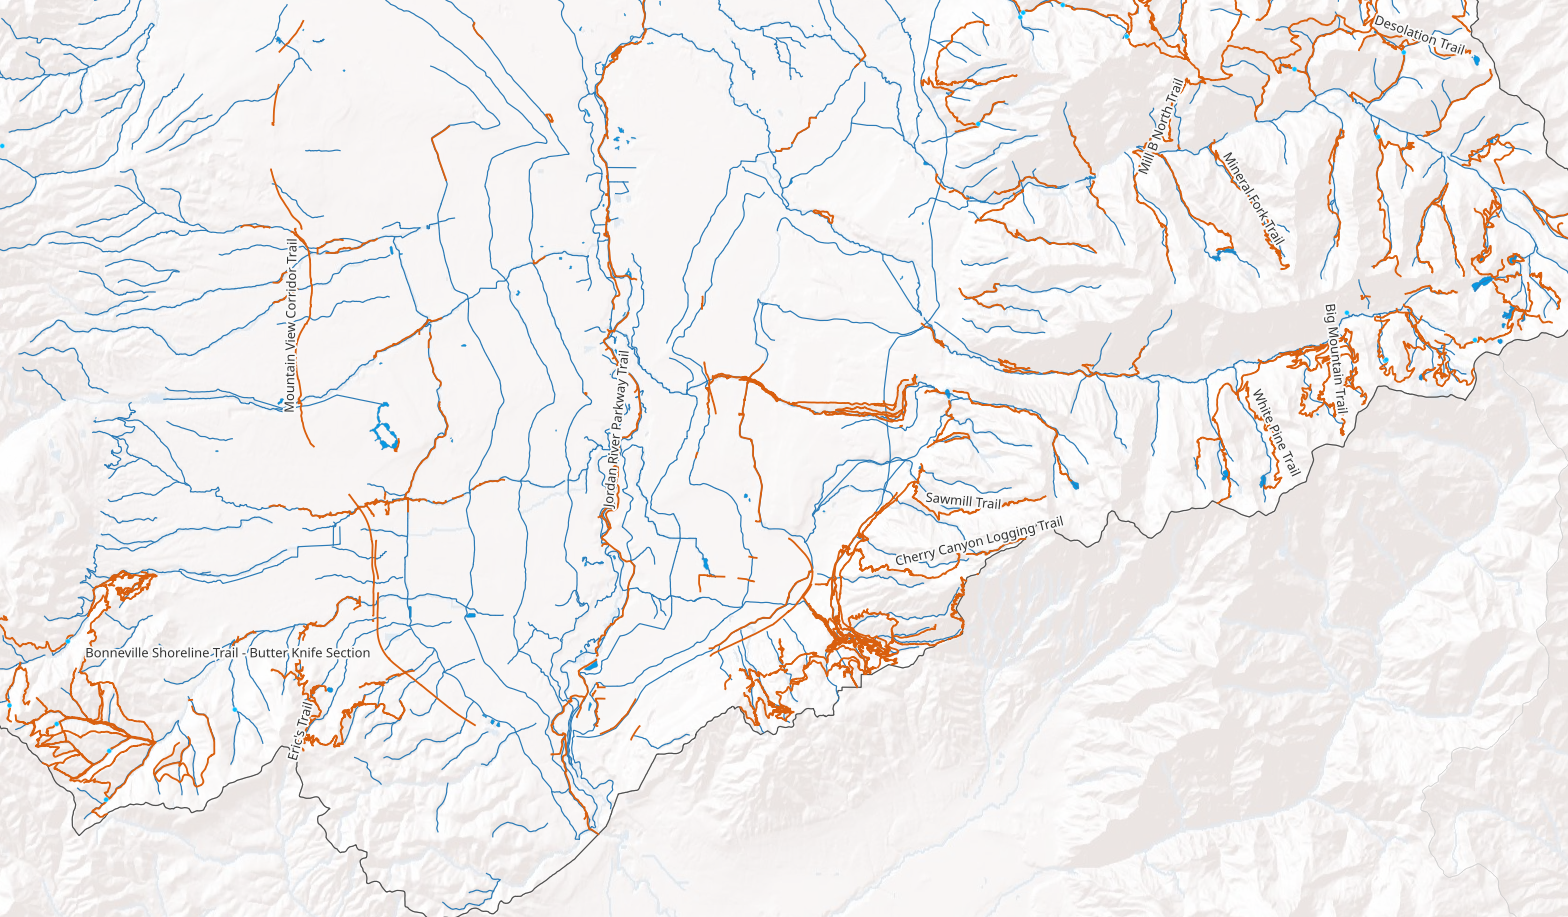 Desolation Trail
Mill B North Trail
Mineral Fork Trail
Mountain View Corridor Trail
Big Mountain Trail
Jordan River Parkway Trail
White Pine Trail
Sawmill Trail
Cherry Canyon Logging Trail
Bonneville Shoreline Trail - Butter Knife Section
Eric's Trail